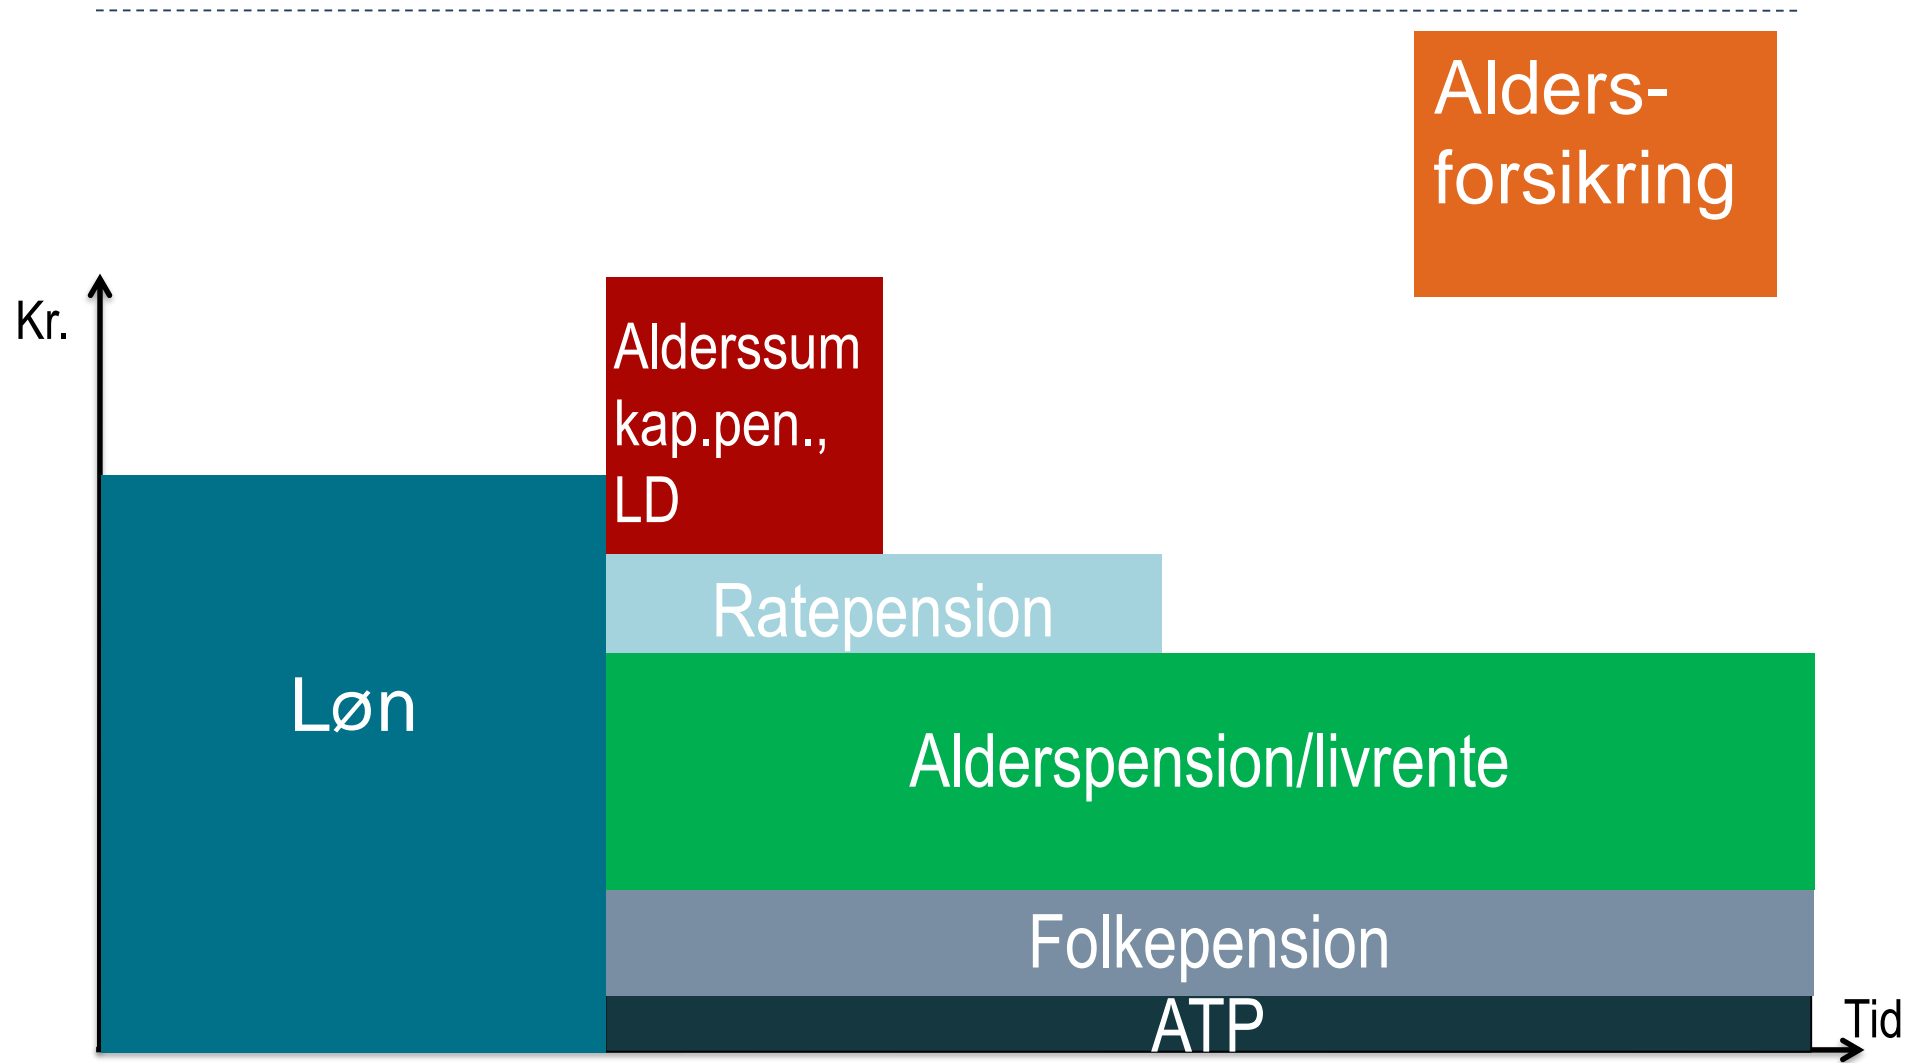 Alders-
forsikring
Kr.
Alderssum
kap.pen.,
LD
Ratepension
Løn
Alderspension/livrente
Folkepension
ATP
Tid